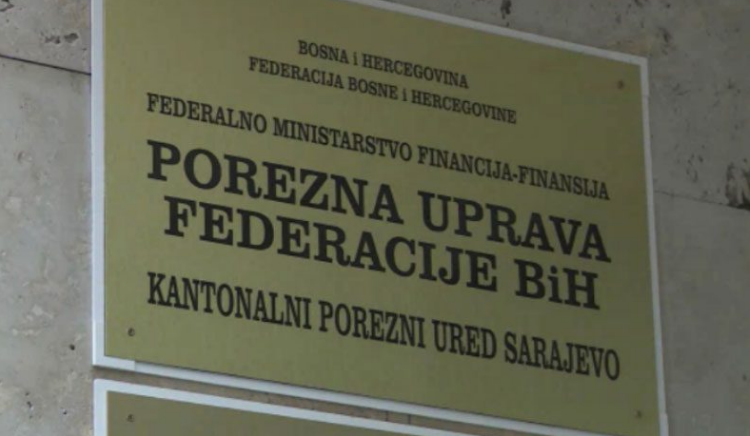 BOSNA i HERCEGOVINA
FEDERACIJA BOSNE i HERCEGOVINE
FEDERALNO MINISTARSTVO FINANCIJA-FINANSIJA
POREZNA UPRAVA
FEDERACIJE BiH
KANTONALNI POREZNI URED SARAJEVO